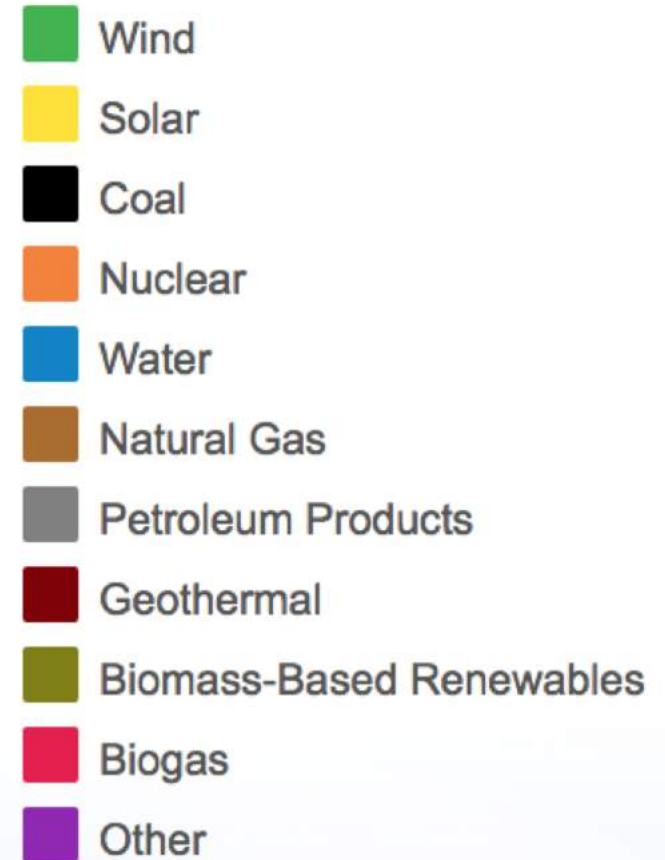 Wind
Solar
Coal
Nuclear
Water
Natural Gas
Petroleum Products
Geothermal
Biomass-Based Renewables
Biogas
Other